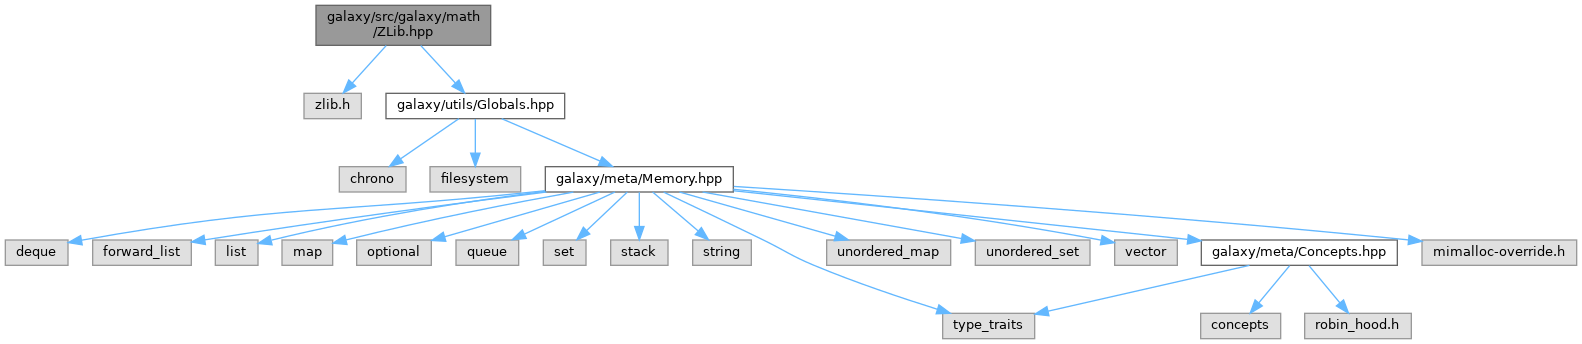 galaxy/src/galaxy/math
/ZLib.hpp
zlib.h
galaxy/utils/Globals.hpp
chrono
filesystem
galaxy/meta/Memory.hpp
deque
forward_list
list
map
optional
queue
set
stack
string
unordered_map
unordered_set
vector
galaxy/meta/Concepts.hpp
mimalloc-override.h
type_traits
concepts
robin_hood.h